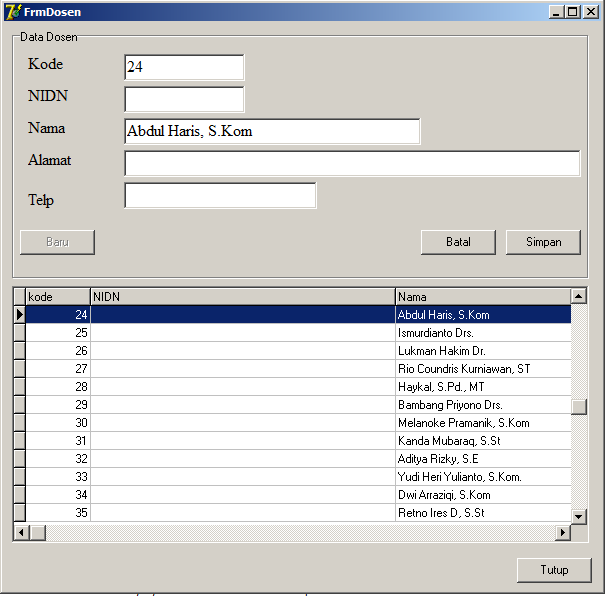 FrmDosen
Data Dosen
Kode 24
NIDN
Nama Abdul Haris, S.Kom
Alamat
Telp
Baru Batal Simpan
kode NIDN Nama
24 Abdul Haris, S.Kom
25 Ismurdianto Drs.
26 Lukman Hakim Dr.
27 Rio Coundris Kurniawan, ST
28 Haykal, S.Pd., MT
29 Bambang Priyono Drs.
30 Melanoke Pramanik, S.Kom
31 Kanda Mubaraq, S.St
32 Aditya Rizky, S.E
33 Yudi Heri Yulianto, S.Kom.
34 Dwi Arraziqi, S.Kom
35 Retno Ires D, S.St
Tutup